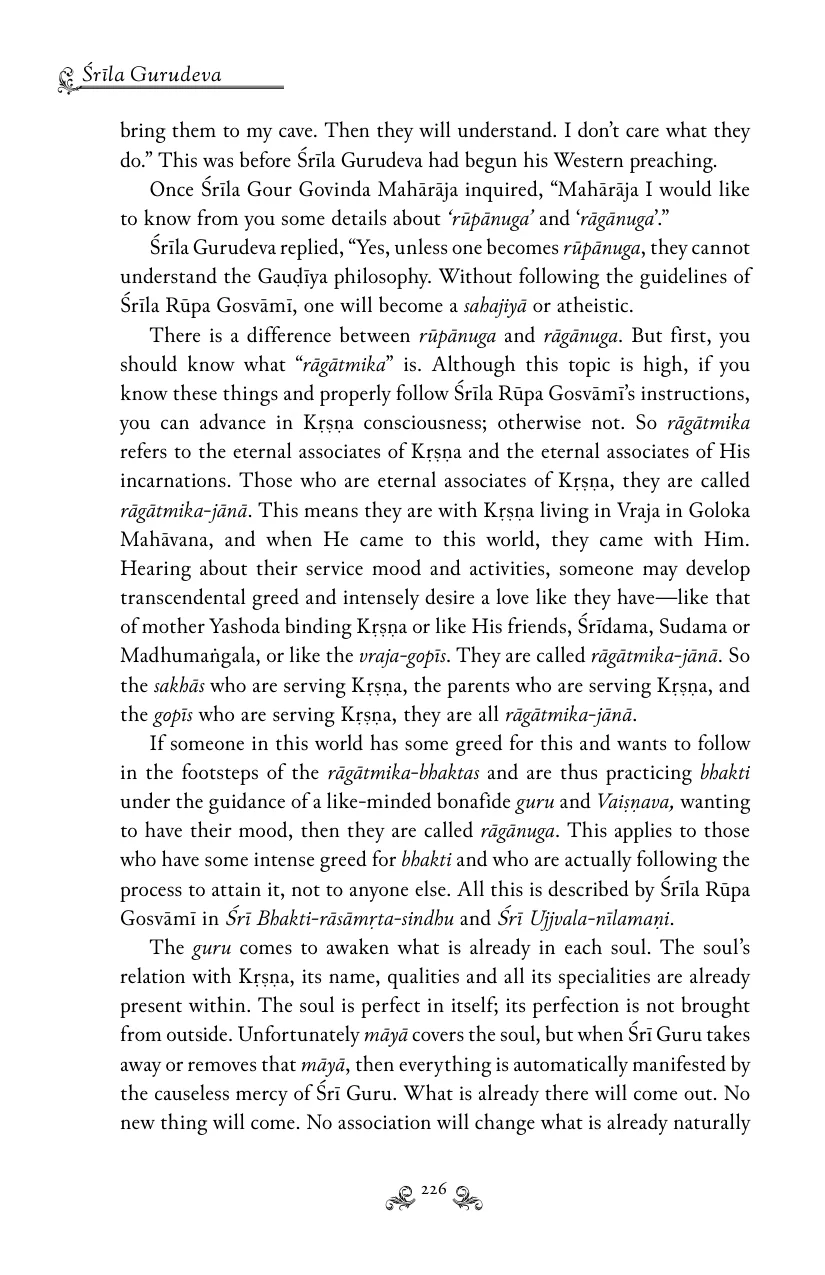 Śrīla Gurudeva
bring them to my cave. Then they will understand. I don’t care what they
do.” This was before Śrīla Gurudeva had begun his Western preaching.
Once Śrīla Gour Govinda Mahārāja inquired, “Mahārāja I would like
to know from you some details about ‘rūpānuga’ and ‘rāgānuga’.”
Śrīla Gurudeva replied, “Yes, unless one becomes rūpānuga, they cannot
understand the Gauḍīya philosophy. Without following the guidelines of
Śrīla Rūpa Gosvāmī, one will become a sahajiyā or atheistic.
There is a difference between rūpānuga and rāgānuga. But first, you
should know what “rāgātmika” is. Although this topic is high, if you
know these things and properly follow Śrīla Rūpa Gosvāmī’s instructions,
you can advance in Kṛṣṇa consciousness; otherwise not. So rāgātmika
refers to the eternal associates of Kṛṣṇa and the eternal associates of His
incarnations. Those who are eternal associates of Kṛṣṇa, they are called
rāgātmika-jānā. This means they are with Kṛṣṇa living in Vraja in Goloka
Mahāvana, and when He came to this world, they came with Him.
Hearing about their service mood and activities, someone may develop
transcendental greed and intensely desire a love like they have—like that
of mother Yashoda binding Kṛṣṇa or like His friends, Śrīdama, Sudama or
Madhumaṅgala, or like the vraja-gopīs. They are called rāgātmika-jānā. So
the sakhās who are serving Kṛṣṇa, the parents who are serving Kṛṣṇa, and
the gopīs who are serving Kṛṣṇa, they are all rāgātmika-jānā.
If someone in this world has some greed for this and wants to follow
in the footsteps of the rāgātmika-bhaktas and are thus practicing bhakti
under the guidance of a like-minded bonafide guru and Vaiṣṇava, wanting
to have their mood, then they are called rāgānuga. This applies to those
who have some intense greed for bhakti and who are actually following the
process to attain it, not to anyone else. All this is described by Śrīla Rūpa
Gosvāmī in Śrī Bhakti-rāsāmṛta-sindhu and Śrī Ujjvala-nīlamaṇi.
The guru comes to awaken what is already in each soul. The soul’s
relation with Kṛṣṇa, its name, qualities and all its specialities are already
present within. The soul is perfect in itself; its perfection is not brought
from outside. Unfortunately māyā covers the soul, but when Śrī Guru takes
away or removes that māyā, then everything is automatically manifested by
the causeless mercy of Śrī Guru. What is already there will come out. No
new thing will come. No association will change what is already naturally
226